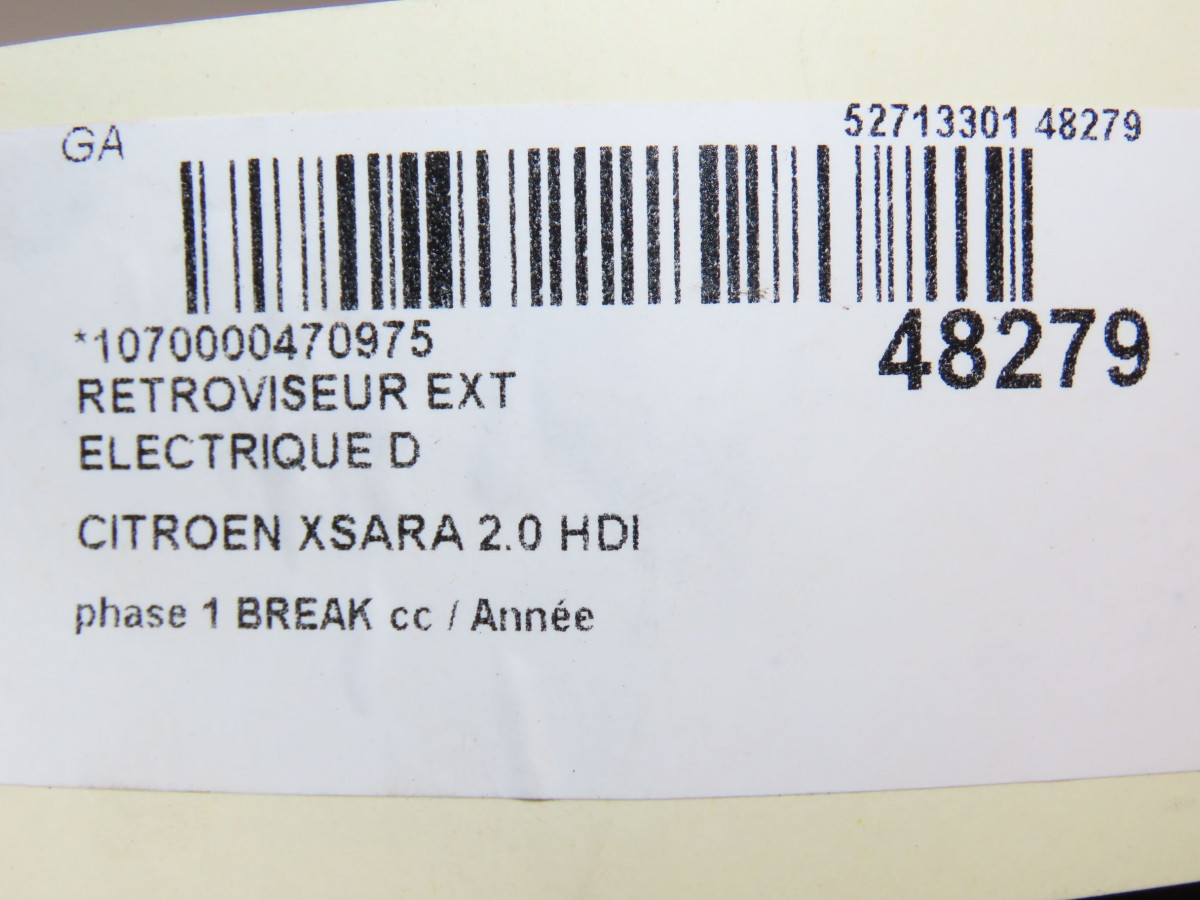 GA
52713301 48279
*1070000470975
48279
RETROVISEUR EXT
ELECTRIQUE D
CITROEN XSARA 2.0 HDI
phase 1 BREAK cc / Année